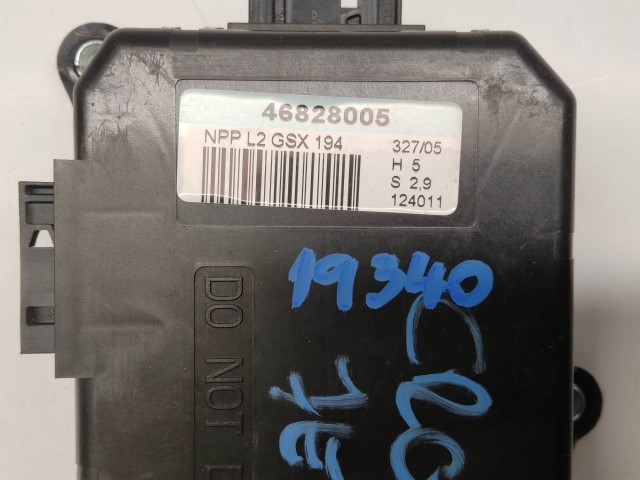 46828005
NPP L2 GSX 194
327/05
H 5
S 2,9
124011
19340
DO NOT